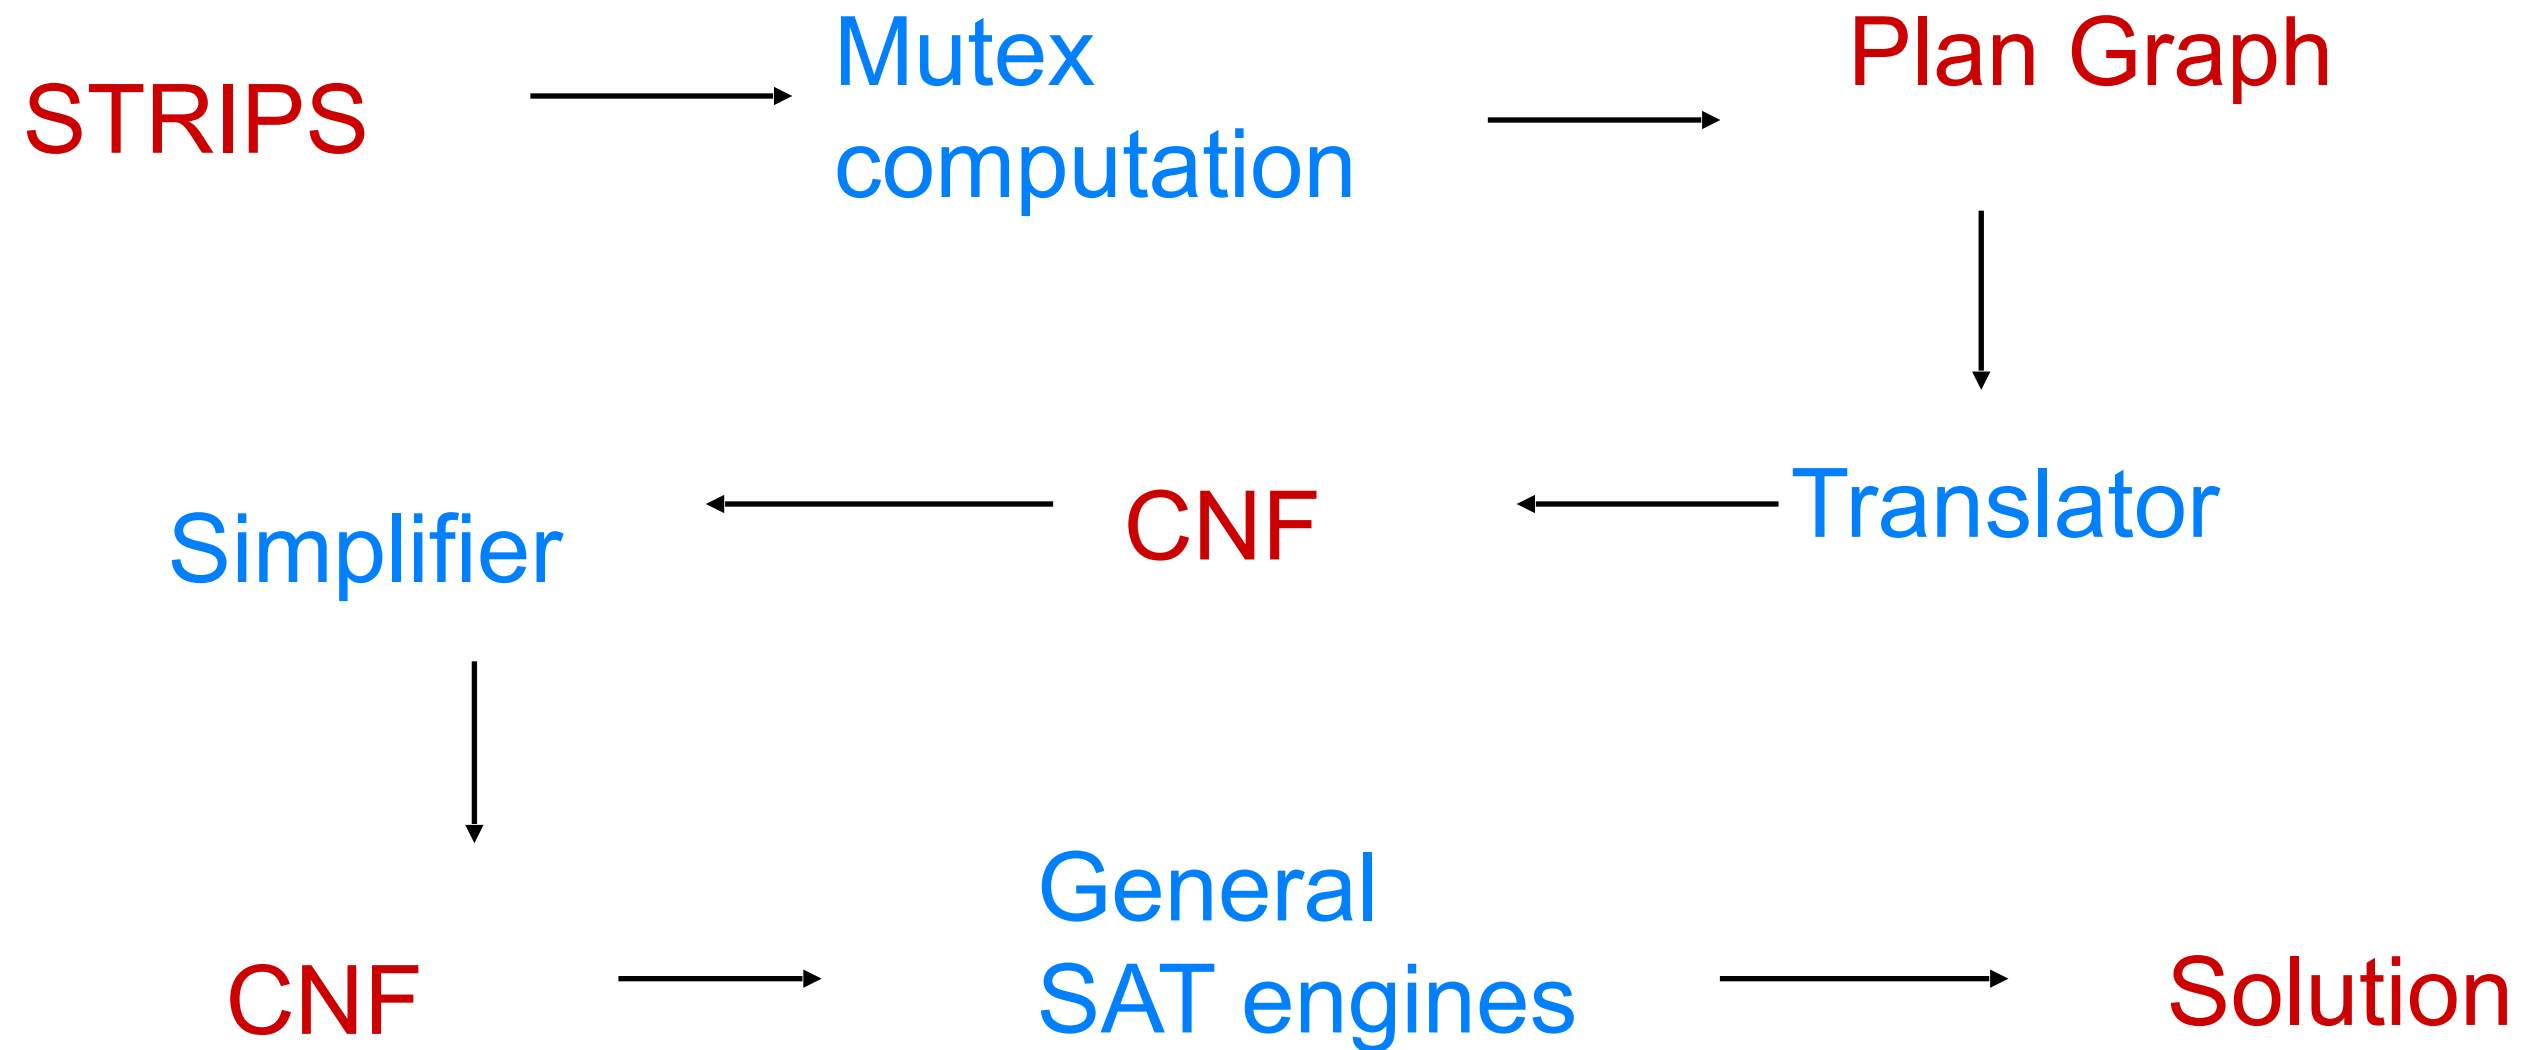 STRIPS
Mutex
computation
Plan Graph
Simplifier
CNF
Translator
CNF
General
SAT engines
Solution